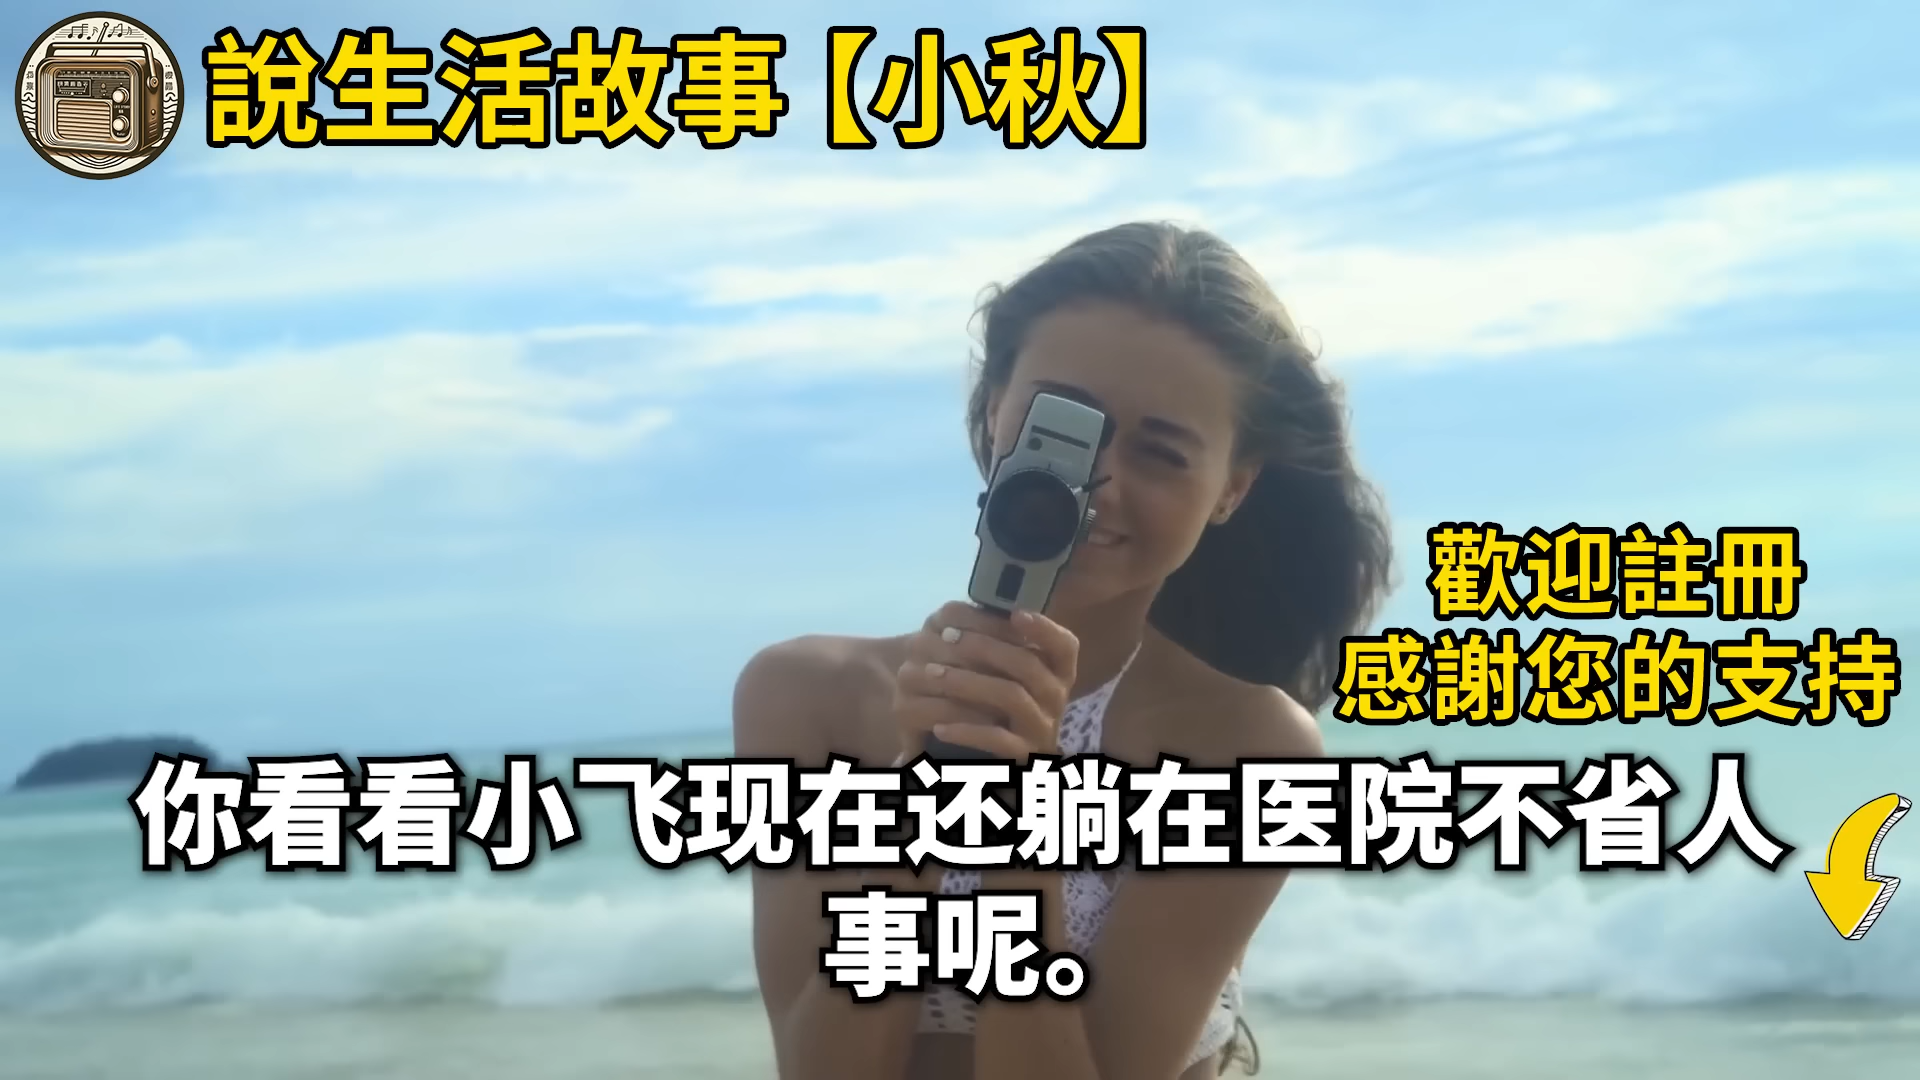 說生活故事【小秋】
歡迎註冊
感謝您的支持
你看看小飞现在还躺在医院不省人
事呢。